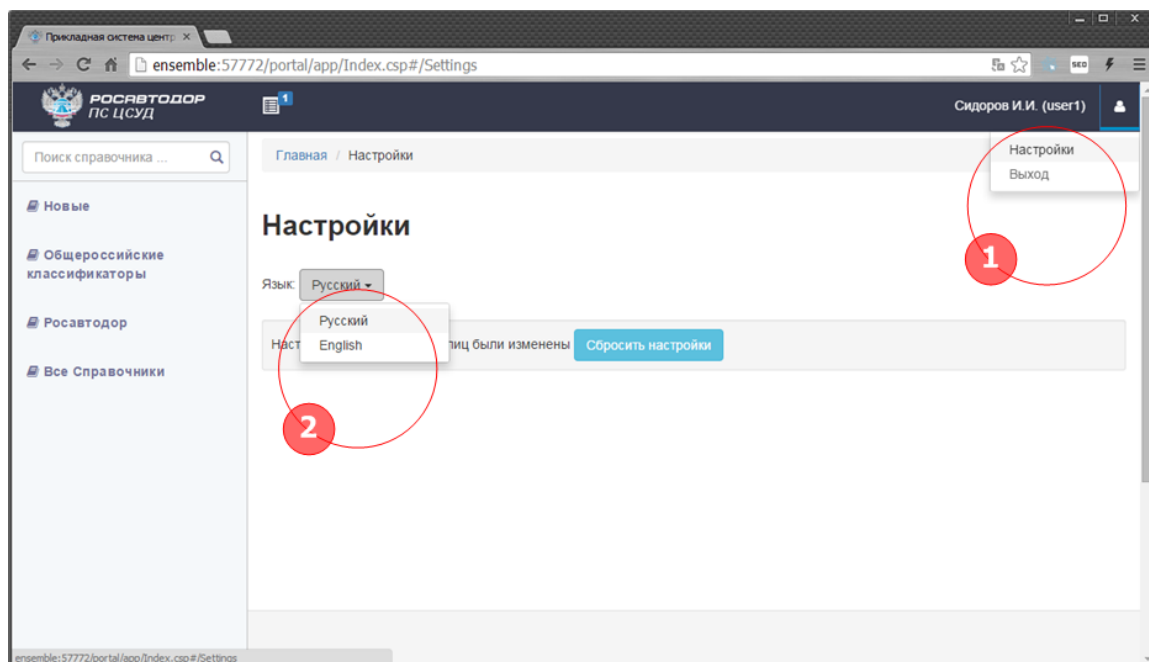 Прикладная система центр
ensemble:57772/portal/app/Index.csp#/Settings
SEO
РОСАВТОДОР
ПС ЦСУД
1
Сидоров И.И. (user1)
Поиск справочника ...
Главная / Настройки
Настройки
Выход
1
Новые
Общероссийские
классификаторы
Росавтодор
Все Справочники
Настройки
Язык: Русский
Русский
English
Наст лиц были изменены Сбросить настройки
2
ensemble:57772/portal/app/Index.csp#/Settings